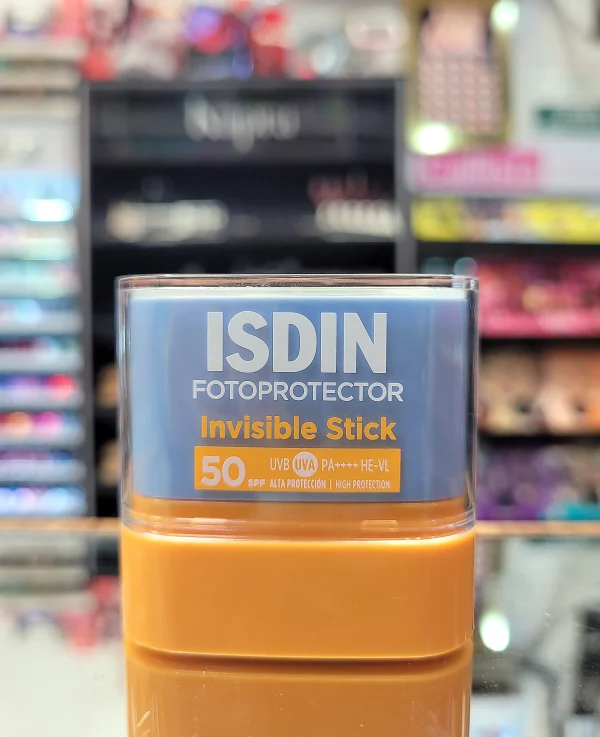 ISDIN
FOTOPROTECTOR
Invisible Stick
50 SPF
UVB UVA PA++++ HE-VL
ALTA PROTECCIÓN | HIGH PROTECTION